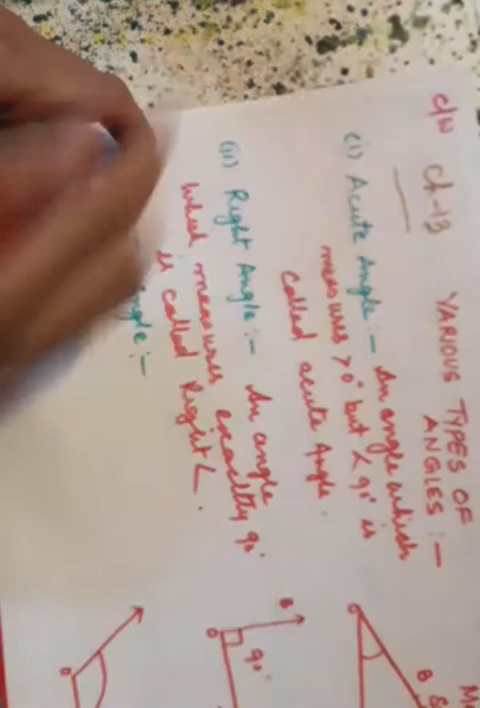 C/W Ch-13 VARIOUS TYPES OF
ANGLES :-
(i) Acute Angle :- An angle which
measures > 0° but < 90° is
called acute Angle.
(ii) Right Angle :- An angle
which measures exacltly 90°
is called Right ∠.
ngle :-
B
O
B
90°
O
O